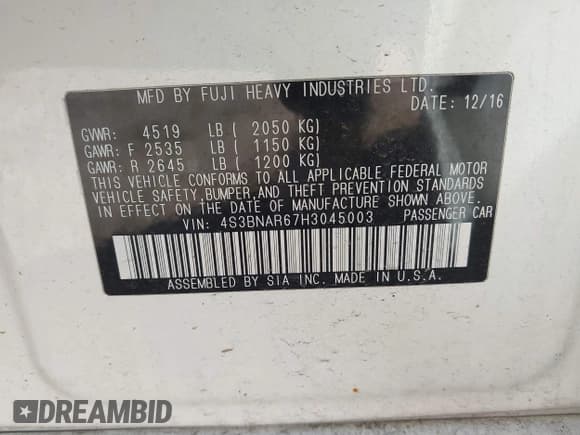 MFD BY FUJI HEAVY INDUSTRIES LTD.
DATE: 12/16
GVWR: 4519 LB ( 2050 KG)
GAWR: F 2535 LB ( 1150 KG)
GAWR: R 2645 LB ( 1200 KG)
THIS VEHICLE CONFORMS TO ALL APPLICABLE FEDERAL MOTOR
VEHICLE SAFETY,BUMPER,AND THEFT PREVENTION STANDARDS
IN EFFECT ON THE DATE OF MANUFACTURE SHOWN ABOVE.
VIN: 4S3BNAR67H3045003 PASSENGER CAR
ASSEMBLED BY SIA INC. MADE IN U.S.A.
DREAMBID